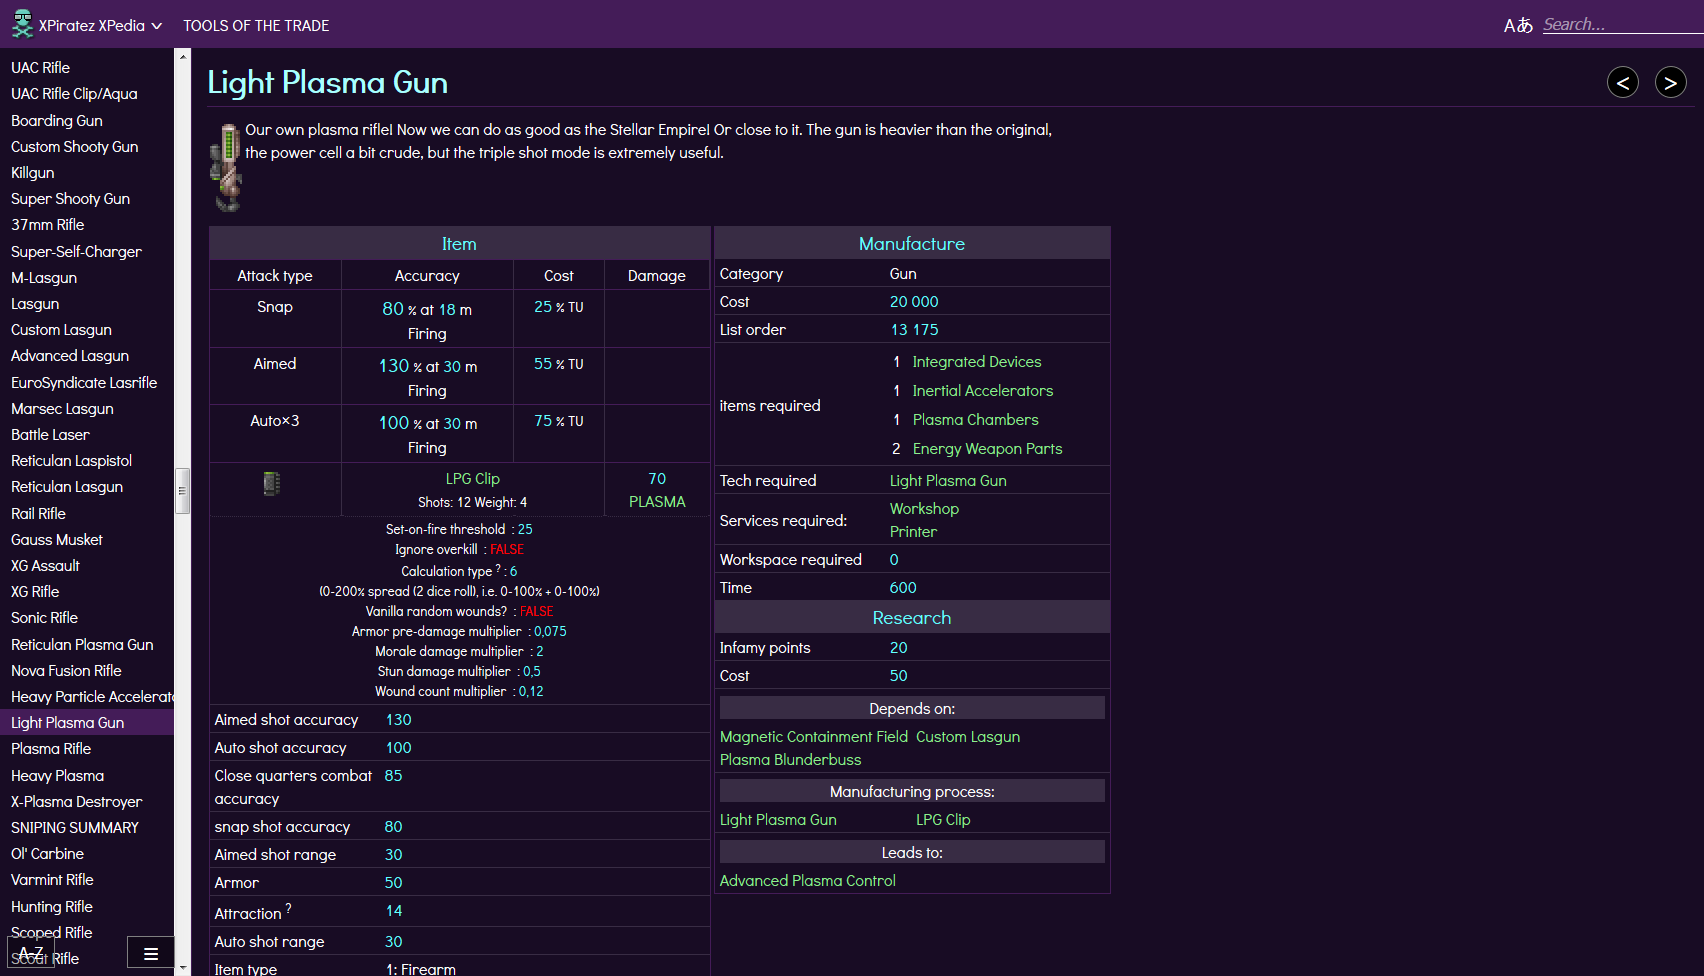 XPiratez XPedia
TOOLS OF THE TRADE
Aあ
Search...
UAC Rifle
UAC Rifle Clip/Aqua
Boarding Gun
Custom Shooty Gun
Killgun
Super Shooty Gun
37mm Rifle
Super-Self-Charger
M-Lasgun
Lasgun
Custom Lasgun
Advanced Lasgun
EuroSyndicate Lasrifle
Marsec Lasgun
Battle Laser
Reticulan Laspistol
Reticulan Lasgun
Rail Rifle
Gauss Musket
XG Assault
XG Rifle
Sonic Rifle
Reticulan Plasma Gun
Nova Fusion Rifle
Heavy Particle Accelerato
Light Plasma Gun
Plasma Rifle
Heavy Plasma
X-Plasma Destroyer
SNIPING SUMMARY
Ol' Carbine
Varmint Rifle
Hunting Rifle
Scoped Rifle
Scout Rifle
A-Z
Light Plasma Gun
< >
Our own plasma rifle! Now we can do as good as the Stellar Empire! Or close to it. The gun is heavier than the original,
the power cell a bit crude, but the triple shot mode is extremely useful.
Item
Attack type Accuracy Cost Damage
Snap 80 % at 18 m 25 % TU
Firing
Aimed 130 % at 30 m 55 % TU
Firing
Auto×3 100 % at 30 m 75 % TU
Firing
LPG Clip 70
Shots: 12 Weight: 4 PLASMA
Set-on-fire threshold : 25
Ignore overkill : FALSE
Calculation type ? : 6
(0-200% spread (2 dice roll), i.e. 0-100% + 0-100%)
Vanilla random wounds? : FALSE
Armor pre-damage multiplier : 0,075
Morale damage multiplier : 2
Stun damage multiplier : 0,5
Wound count multiplier : 0,12
Aimed shot accuracy 130
Auto shot accuracy 100
Close quarters combat 85
accuracy
snap shot accuracy 80
Aimed shot range 30
Armor 50
Attraction ? 14
Auto shot range 30
Item type 1: Firearm
Manufacture
Category Gun
Cost 20 000
List order 13 175
items required
1 Integrated Devices
1 Inertial Accelerators
1 Plasma Chambers
2 Energy Weapon Parts
Tech required Light Plasma Gun
Services required:
Workshop
Printer
Workspace required 0
Time 600
Research
Infamy points 20
Cost 50
Depends on:
Magnetic Containment Field Custom Lasgun
Plasma Blunderbuss
Manufacturing process:
Light Plasma Gun LPG Clip
Leads to:
Advanced Plasma Control